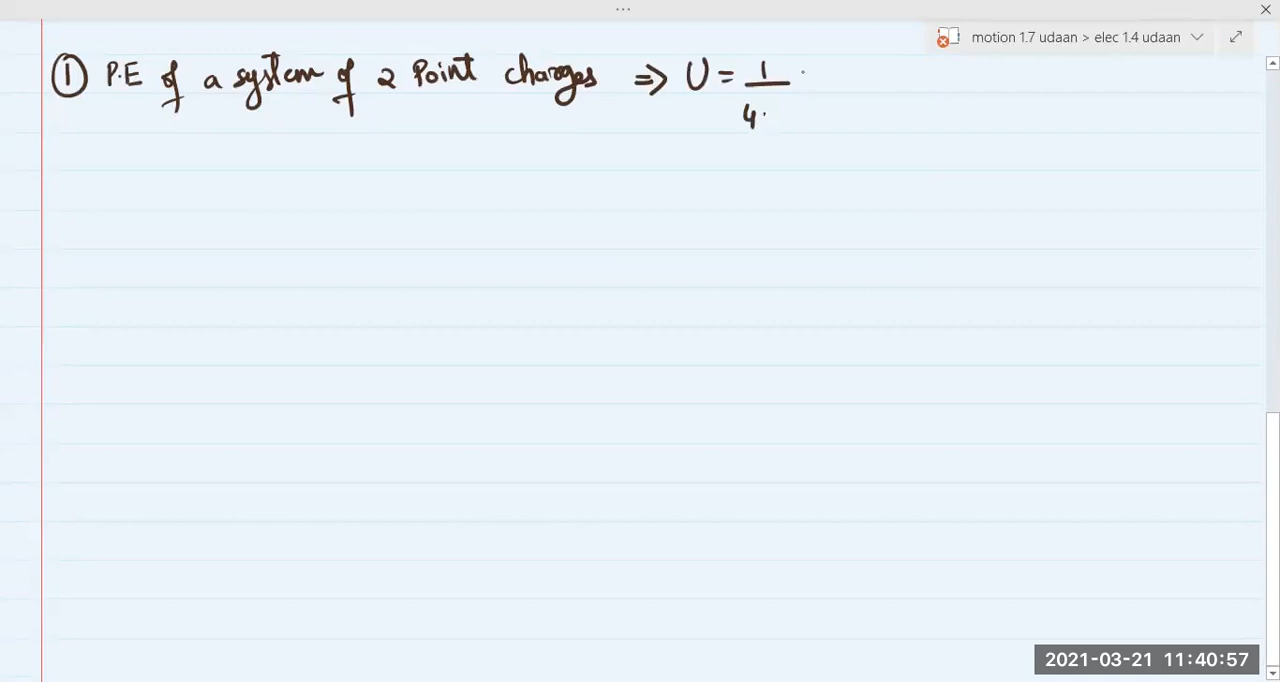 ...
motion 1.7 udaan > elec 1.4 udaan
① P.E of a system of 2 Point charges ⇒ U = 1/4
2021-03-21 11:40:57